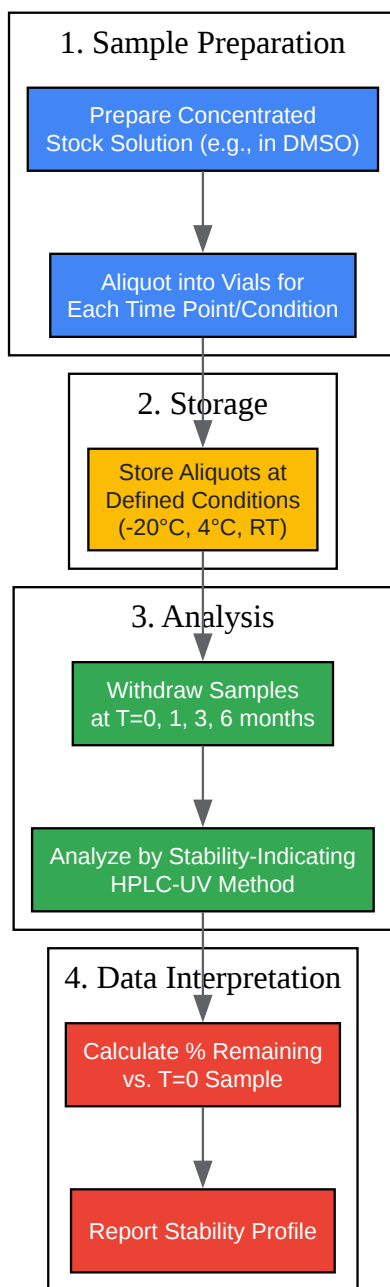 1. Sample Preparation
Prepare Concentrated
Stock Solution (e.g., in DMSO)
Aliquot into Vials for
Each Time Point/Condition
2. Storage
Store Aliquots at
Defined Conditions
(-20°C, 4°C, RT)
3. Analysis
Withdraw Samples
at T=0, 1, 3, 6 months
Analyze by Stability-Indicating
HPLC-UV Method
4. Data Interpretation
Calculate % Remaining
vs. T=0 Sample
Report Stability Profile